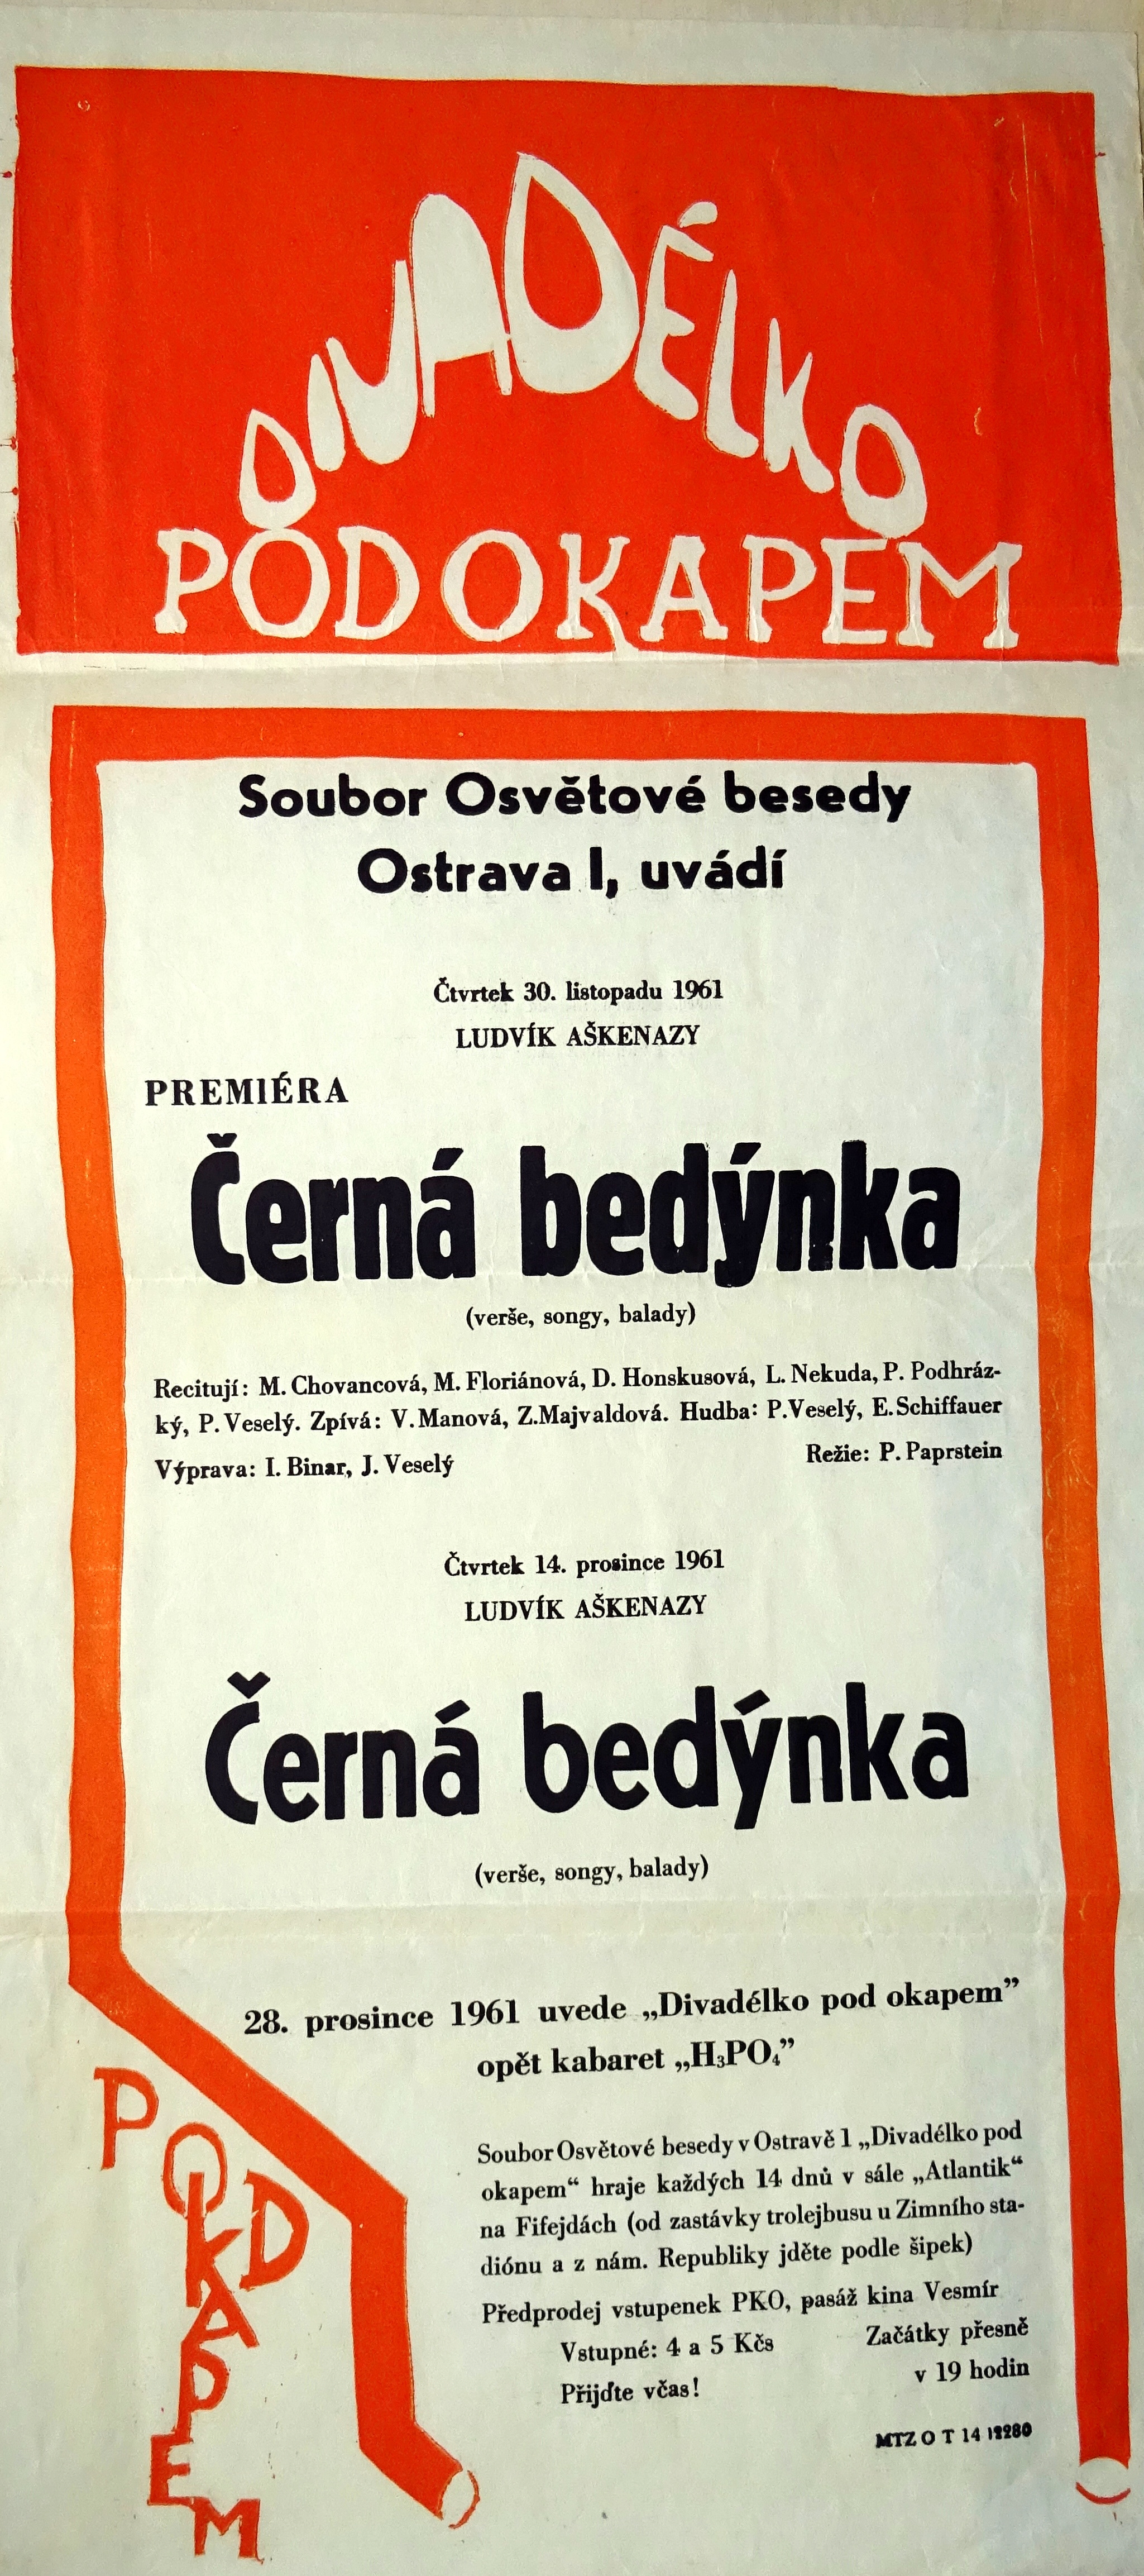 DIVADÉLKO
POD OKAPEM
Soubor Osvětové besedy
Ostrava I, uvádí
Čtvrtek 30. listopadu 1961
LUDVÍK AŠKENAZY
PREMIÉRA
Černá bedýnka
(verše, songy, balady)
Recitují: M. Chovancová, M. Floriánová, D. Honskusová, L. Nekuda, P. Podhráz-
ký, P. Veselý. Zpívá: V. Manová, Z. Majvaldová. Hudba: P. Veselý, E. Schiffauer
Výprava: I. Binar, J. Veselý Režie: P. Paprstein
Čtvrtek 14. prosince 1961
LUDVÍK AŠKENAZY
Černá bedýnka
(verše, songy, balady)
28. prosince 1961 uvede „Divadélko pod okapem”
opět kabaret „H₃PO₄”
Soubor Osvětové besedy v Ostravě 1 „Divadélko pod
okapem“ hraje každých 14 dnů v sále „Atlantik“
na Fifejdách (od zastávky trolejbusu u Zimního sta-
diónu a z nám. Republiky jděte podle šipek)
Předprodej vstupenek PKO, pasáž kina Vesmír
Vstupné: 4 a 5 Kčs Začátky přesně
v 19 hodin
Přijďte včas!
MTZ O T 14 12280
POD
OKAPEM